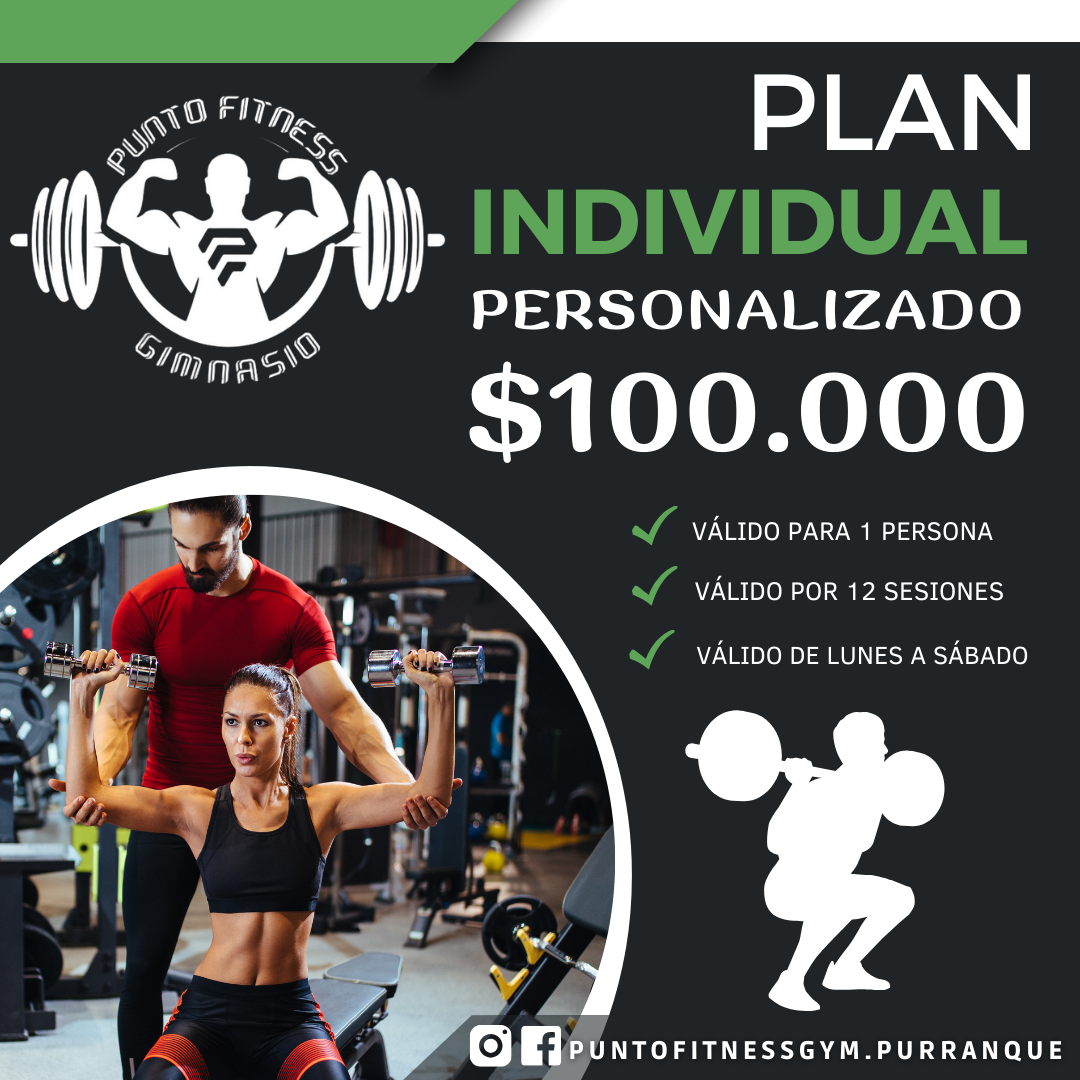 PUNTO FITNESS
GIMNASIO
PLAN
INDIVIDUAL
PERSONALIZADO
$100.000
VÁLIDO PARA 1 PERSONA
VÁLIDO POR 12 SESIONES
VÁLIDO DE LUNES A SÁBADO
PUNTOFITNESSGYM.PURRANQUE